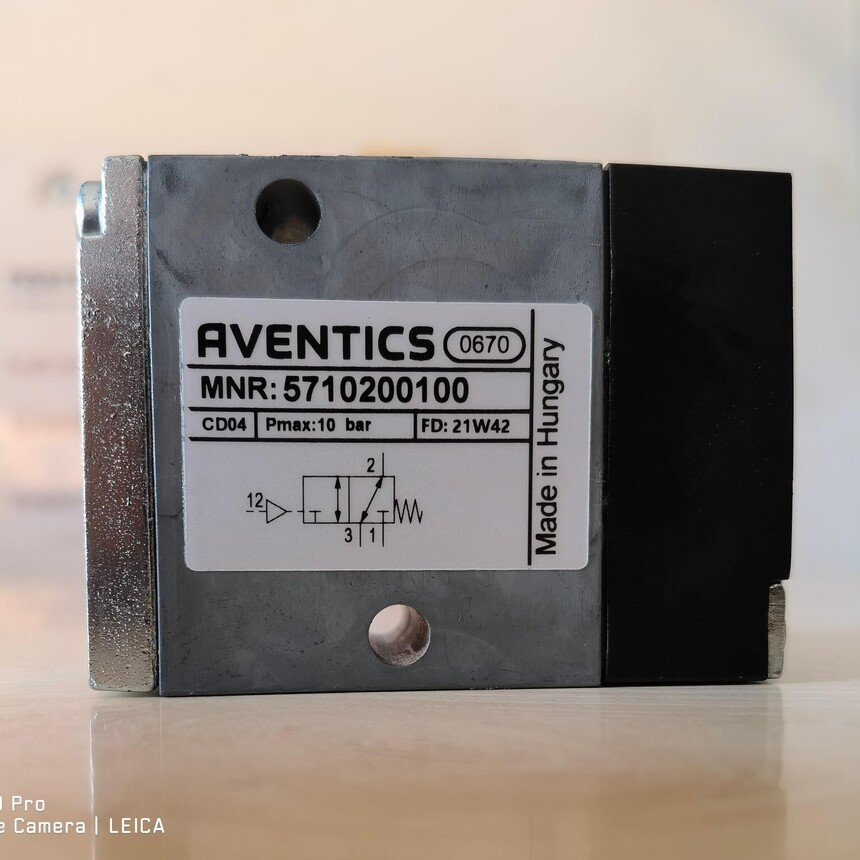 AVENTICS 0670
MNR: 5710200100
CD04 Pmax:10 bar FD: 21W42
Made in Hungary
2
12
3 1
Pro
Camera | LEICA